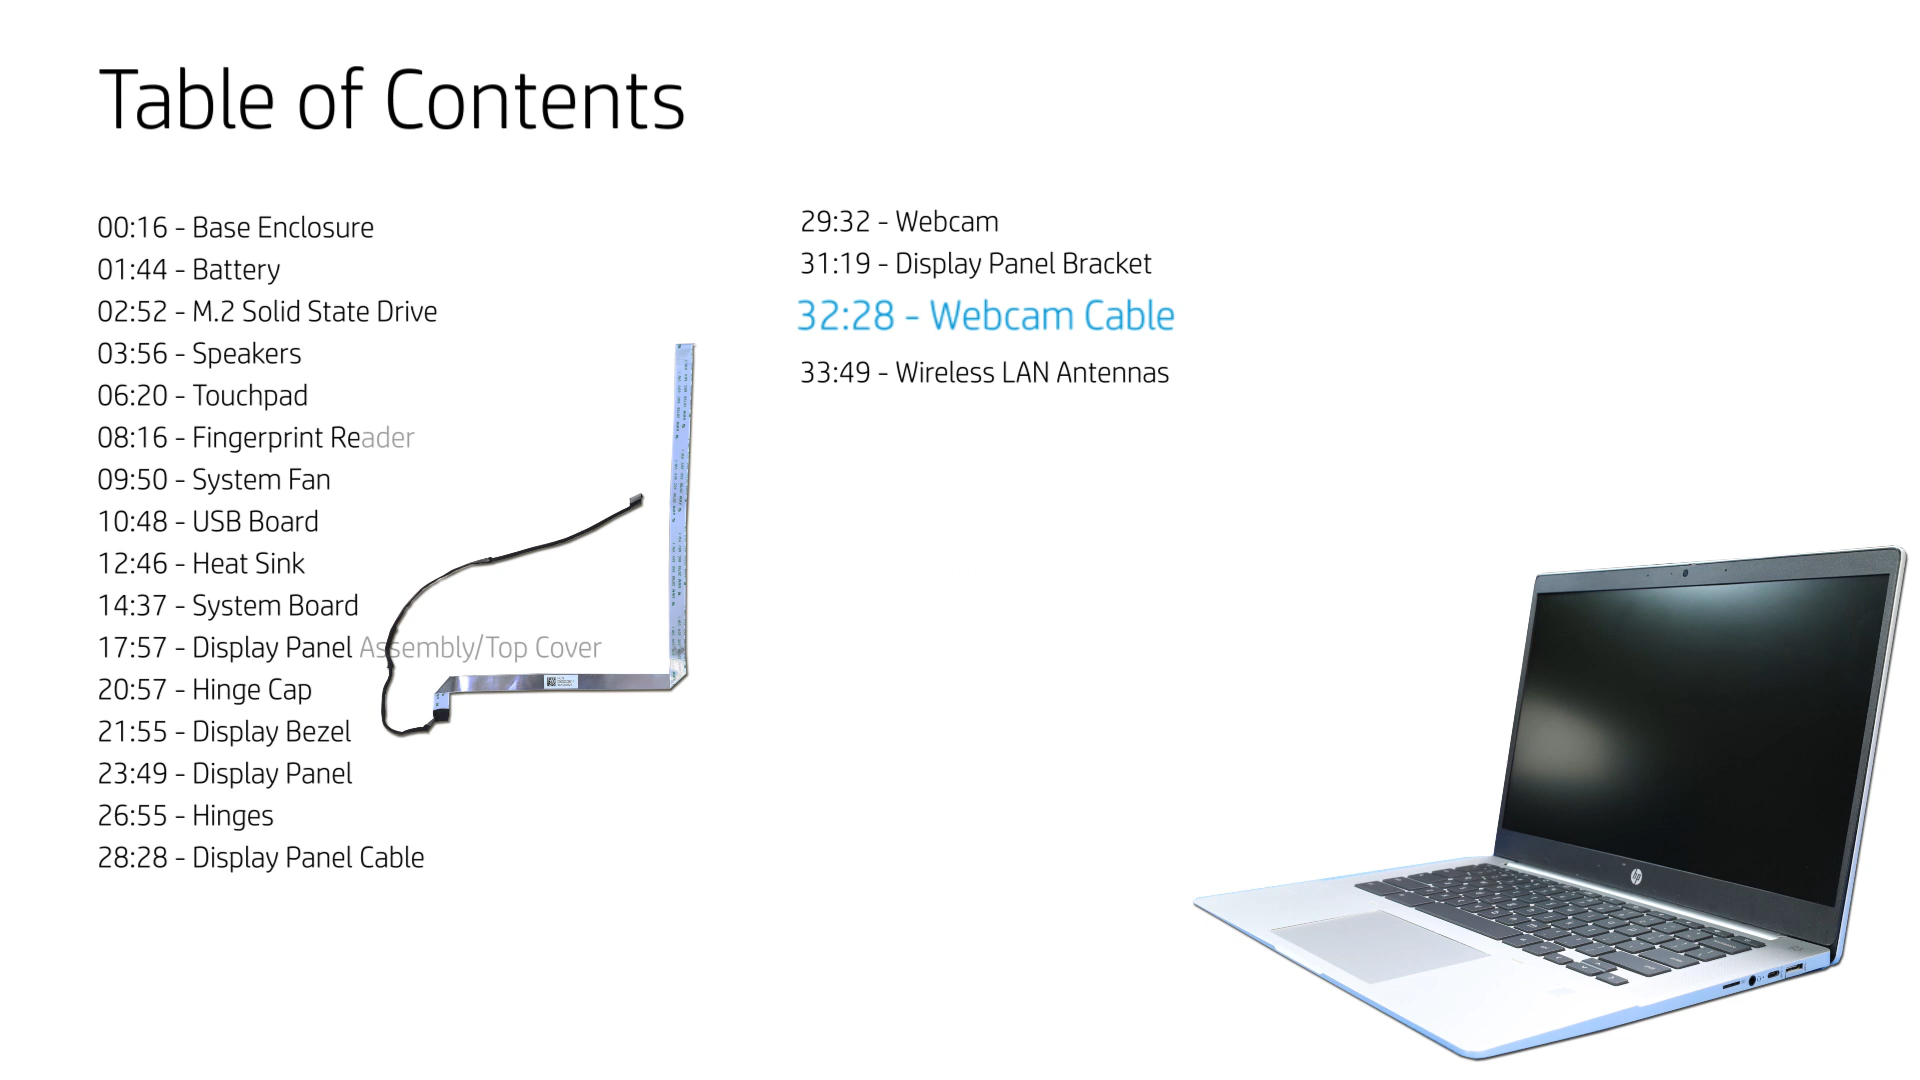 Table of Contents
00:16 - Base Enclosure
01:44 - Battery
02:52 - M.2 Solid State Drive
03:56 - Speakers
06:20 - Touchpad
08:16 - Fingerprint Reader
09:50 - System Fan
10:48 - USB Board
12:46 - Heat Sink
14:37 - System Board
17:57 - Display Panel Assembly/Top Cover
20:57 - Hinge Cap
21:55 - Display Bezel
23:49 - Display Panel
26:55 - Hinges
28:28 - Display Panel Cable
29:32 - Webcam
31:19 - Display Panel Bracket
32:28 - Webcam Cable
33:49 - Wireless LAN Antennas
hp